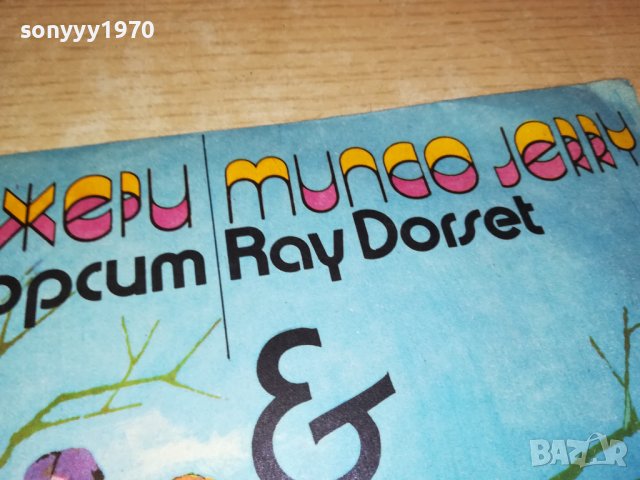 sonyyy1970
ЖЕРИ | MUNGO JERRY
орсит | Ray Dorset
&
BAZAR